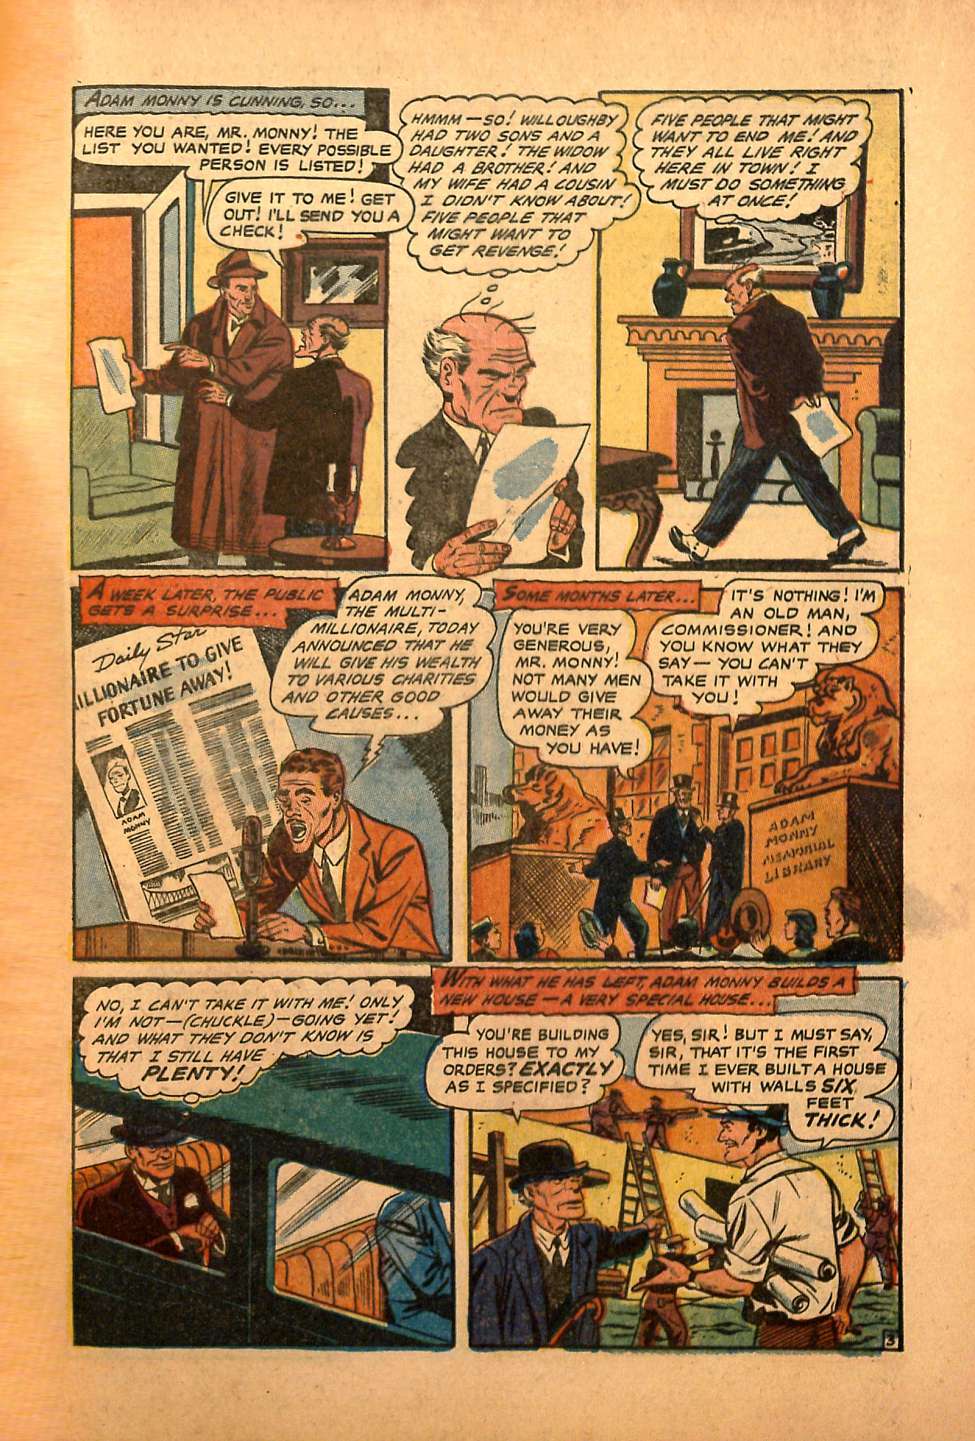 ADAM MONNY IS CUNNING, SO...
HERE YOU ARE, MR. MONNY! THE
LIST YOU WANTED! EVERY POSSIBLE
PERSON IS LISTED!
GIVE IT TO ME! GET
OUT! I'LL SEND YOU A
CHECK!
HMMM—SO! WILLOUGHBY
HAD TWO SONS AND A
DAUGHTER! THE WIDOW
HAD A BROTHER! AND
MY WIFE HAD A COUSIN
I DIDN'T KNOW ABOUT!
FIVE PEOPLE THAT
MIGHT WANT TO
GET REVENGE!
FIVE PEOPLE THAT MIGHT
WANT TO END ME! AND
THEY ALL LIVE RIGHT
HERE IN TOWN! I
MUST DO SOMETHING
AT ONCE!
A WEEK LATER, THE PUBLIC
GETS A SURPRISE...
Daily Star
ILLIONAIRE TO GIVE
FORTUNE AWAY!
ADAM
MONNY
ADAM MONNY,
THE MULTI-
MILLIONAIRE, TODAY
ANNOUNCED THAT HE
WILL GIVE HIS WEALTH
TO VARIOUS CHARITIES
AND OTHER GOOD
CAUSES...
SOME MONTHS LATER...
YOU'RE VERY
GENEROUS,
MR. MONNY!
NOT MANY MEN
WOULD GIVE
AWAY THEIR
MONEY AS
YOU HAVE!
IT'S NOTHING! I'M
AN OLD MAN,
COMMISSIONER! AND
YOU KNOW WHAT THEY
SAY—YOU CAN'T
TAKE IT WITH
YOU!
ADAM
MONNY
MEMORIAL
LIBRARY
NO, I CAN'T TAKE IT WITH ME! ONLY
I'M NOT—(CHUCKLE)—GOING YET!
AND WHAT THEY DON'T KNOW IS
THAT I STILL HAVE
PLENTY!
WITH WHAT HE HAS LEFT, ADAM MONNY BUILDS A
NEW HOUSE—A VERY SPECIAL HOUSE...
YOU'RE BUILDING
THIS HOUSE TO MY
ORDERS? EXACTLY
AS I SPECIFIED?
YES, SIR! BUT I MUST SAY,
SIR, THAT IT'S THE FIRST
TIME I EVER BUILT A HOUSE
WITH WALLS SIX
FEET
THICK!
3